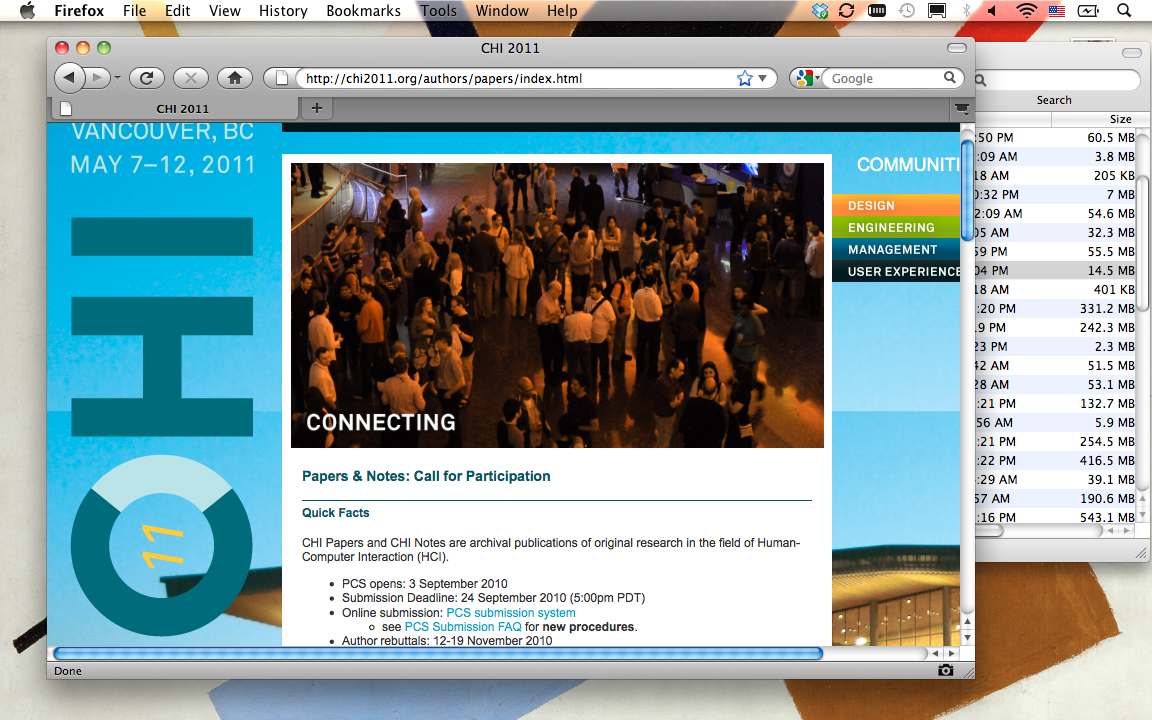 Firefox File Edit View History Bookmarks Tools Window Help
CHI 2011
http://chi2011.org/authors/papers/index.html
Google
CHI 2011
VANCOUVER, BC
MAY 7–12, 2011
CHI
11
CONNECTING
COMMUNITI
DESIGN
ENGINEERING
MANAGEMENT
USER EXPERIENCE
Papers & Notes: Call for Participation
Quick Facts
CHI Papers and CHI Notes are archival publications of original research in the field of Human-
Computer Interaction (HCI).
PCS opens: 3 September 2010
Submission Deadline: 24 September 2010 (5:00pm PDT)
Online submission: PCS submission system
see PCS Submission FAQ for new procedures.
Author rebuttals: 12-19 November 2010
Done
Search
Size
:50 PM 60.5 MB
:09 AM 3.8 MB
18 AM 205 KB
0:32 PM 7 MB
2:09 AM 54.6 MB
05 AM 32.3 MB
59 PM 55.5 MB
04 PM 14.5 MB
18 AM 401 KB
:20 PM 331.2 MB
19 PM 242.3 MB
23 PM 2.3 MB
42 AM 51.5 MB
28 AM 53.1 MB
:21 PM 132.7 MB
56 AM 5.9 MB
:21 PM 254.5 MB
:22 PM 416.5 MB
:29 AM 39.1 MB
57 AM 190.6 MB
:16 PM 543.1 MB